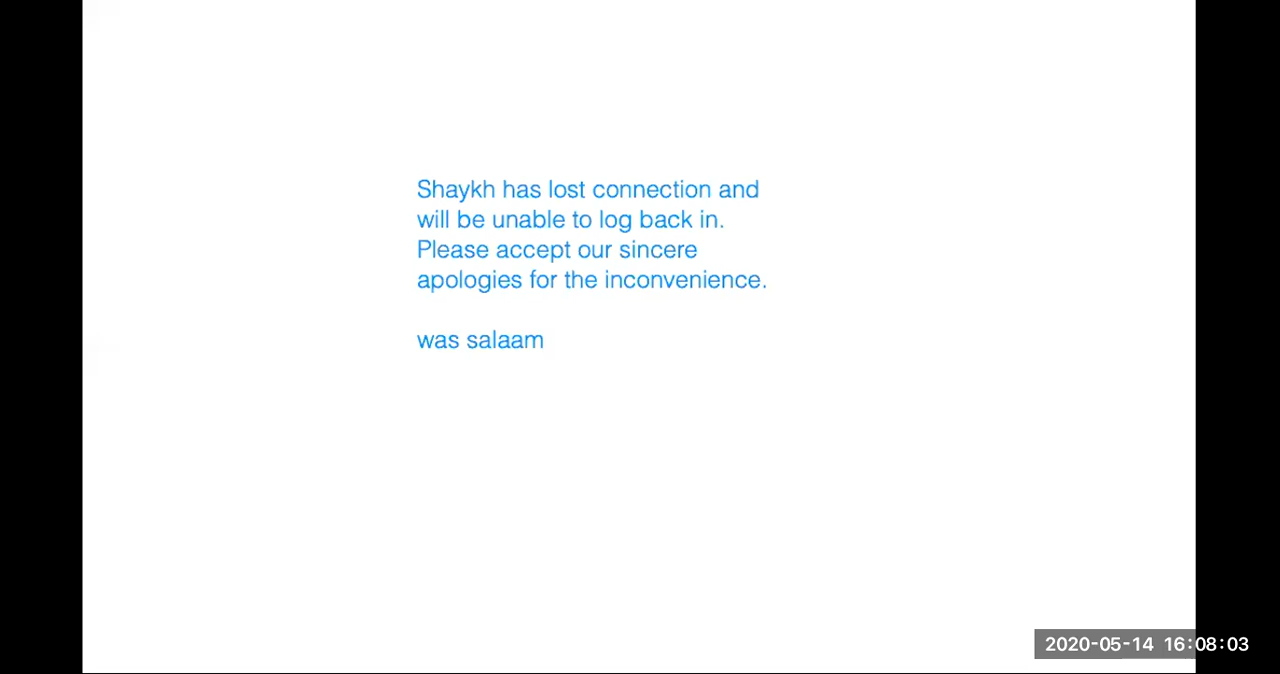 Shaykh has lost connection and
will be unable to log back in.
Please accept our sincere
apologies for the inconvenience.
was salaam
2020-05-14 16:08:03